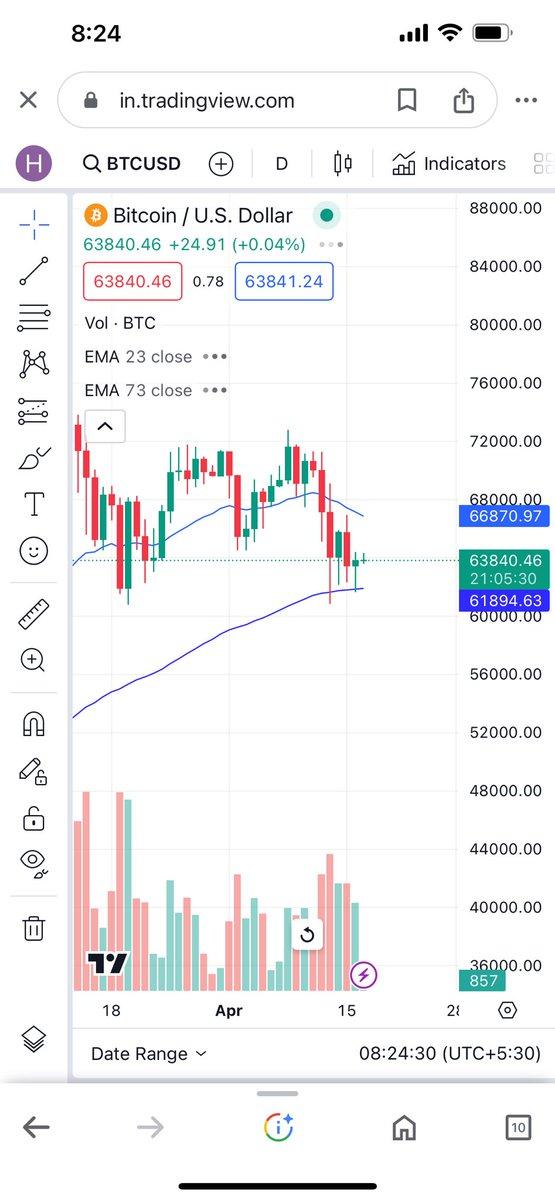 8:24
in.tradingview.com
H BTCUSD D Indicators
Bitcoin / U.S. Dollar
63840.46 +24.91 (+0.04%)
63840.46 0.78 63841.24
Vol · BTC
EMA 23 close
EMA 73 close
88000.00
84000.00
80000.00
76000.00
72000.00
68000.00
66870.97
63840.46
21:05:30
61894.63
60000.00
56000.00
52000.00
48000.00
44000.00
40000.00
36000.00
857
18 Apr 15 28
Date Range 08:24:30 (UTC+5:30)
10